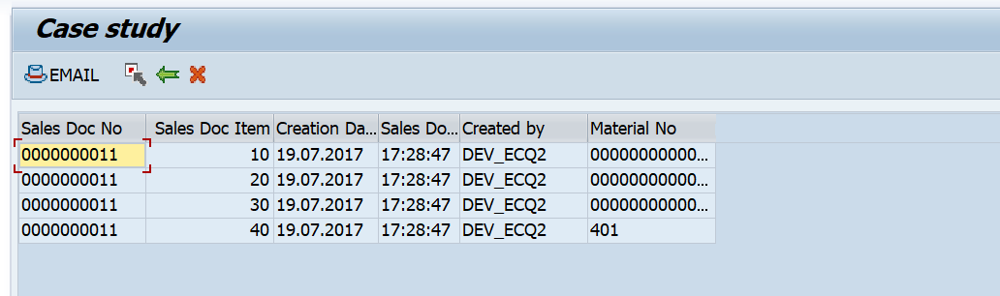 Case study
EMAIL
Sales Doc No Sales Doc Item Creation Da... Sales Do... Created by Material No
0000000011 10 19.07.2017 17:28:47 DEV_ECQ2 00000000000...
0000000011 20 19.07.2017 17:28:47 DEV_ECQ2 00000000000...
0000000011 30 19.07.2017 17:28:47 DEV_ECQ2 00000000000...
0000000011 40 19.07.2017 17:28:47 DEV_ECQ2 401